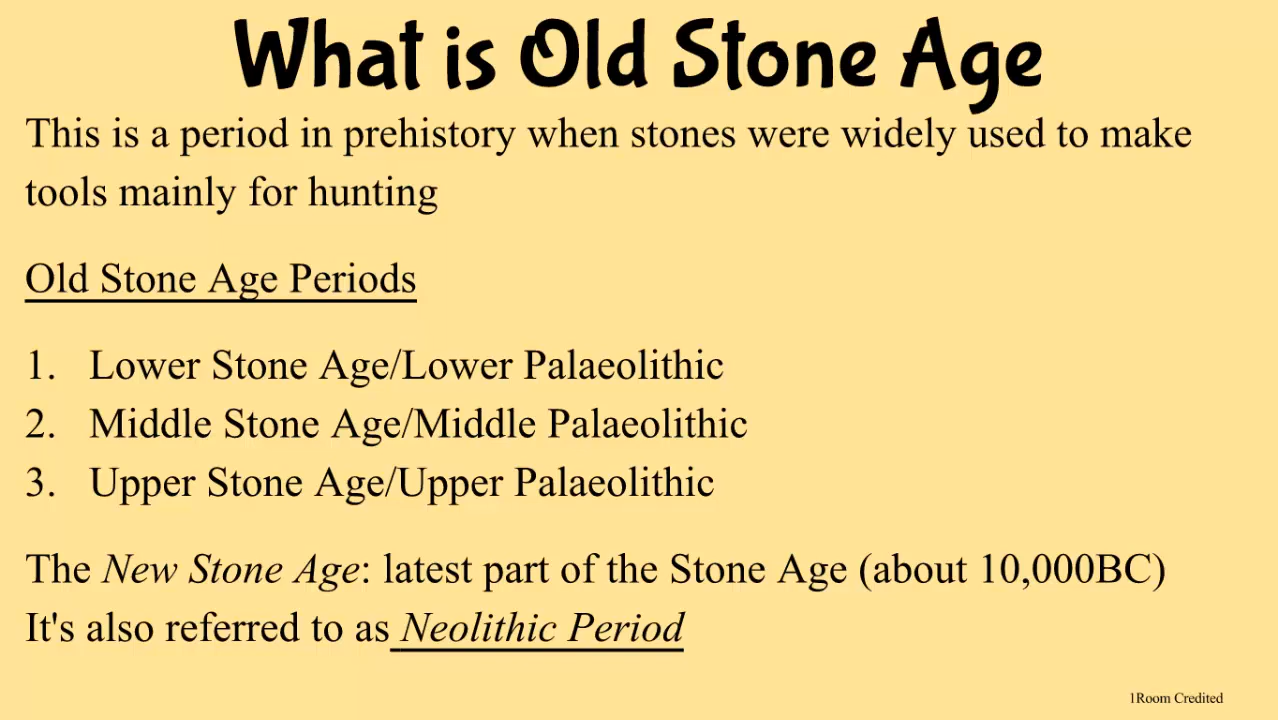 What is Old Stone Age
This is a period in prehistory when stones were widely used to make
tools mainly for hunting
Old Stone Age Periods
1. Lower Stone Age/Lower Palaeolithic
2. Middle Stone Age/Middle Palaeolithic
3. Upper Stone Age/Upper Palaeolithic
The New Stone Age: latest part of the Stone Age (about 10,000BC)
It's also referred to as Neolithic Period
1Room Credited